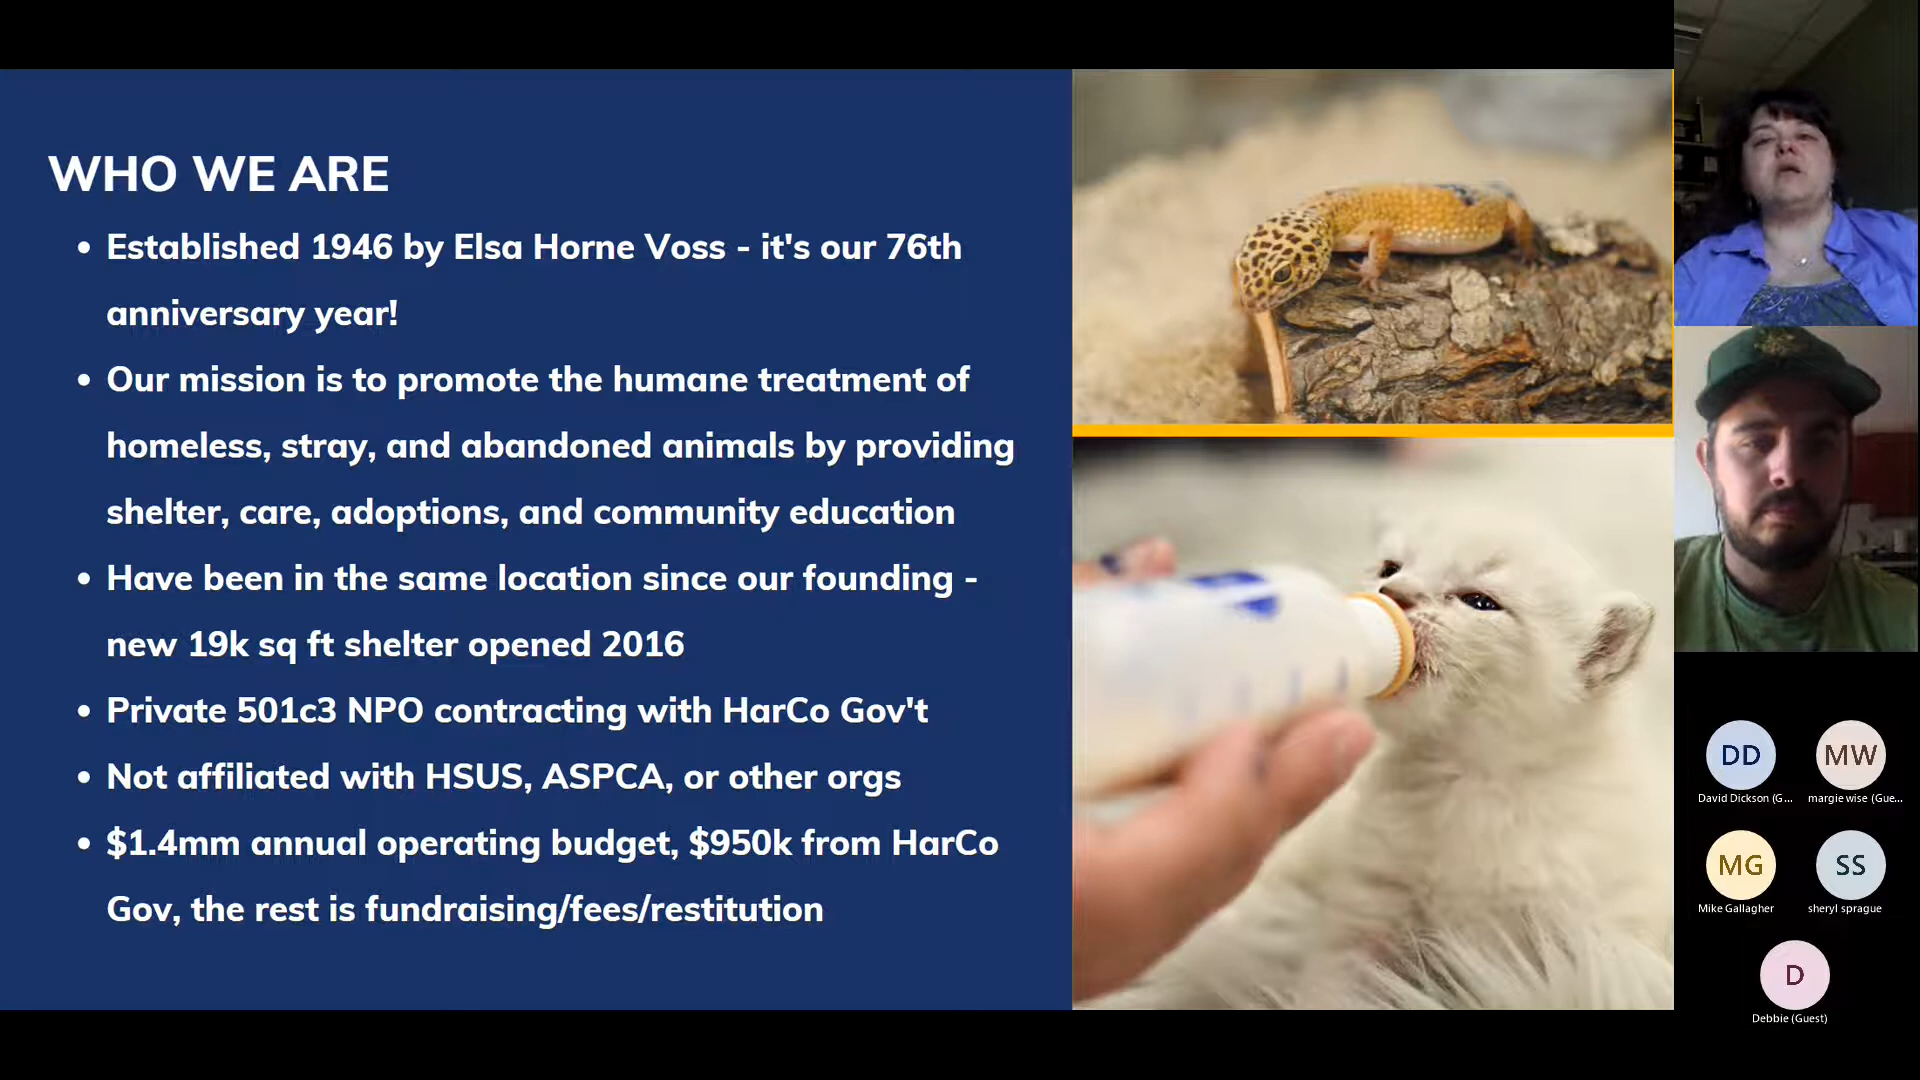 WHO WE ARE
• Established 1946 by Elsa Horne Voss - it's our 76th
anniversary year!
• Our mission is to promote the humane treatment of
homeless, stray, and abandoned animals by providing
shelter, care, adoptions, and community education
• Have been in the same location since our founding -
new 19k sq ft shelter opened 2016
• Private 501c3 NPO contracting with HarCo Gov't
• Not affiliated with HSUS, ASPCA, or other orgs
• $1.4mm annual operating budget, $950k from HarCo
Gov, the rest is fundraising/fees/restitution
DD
MW
David Dickson (G...
margie wise (Gue...
MG
SS
Mike Gallagher
sheryl sprague
D
Debbie (Guest)